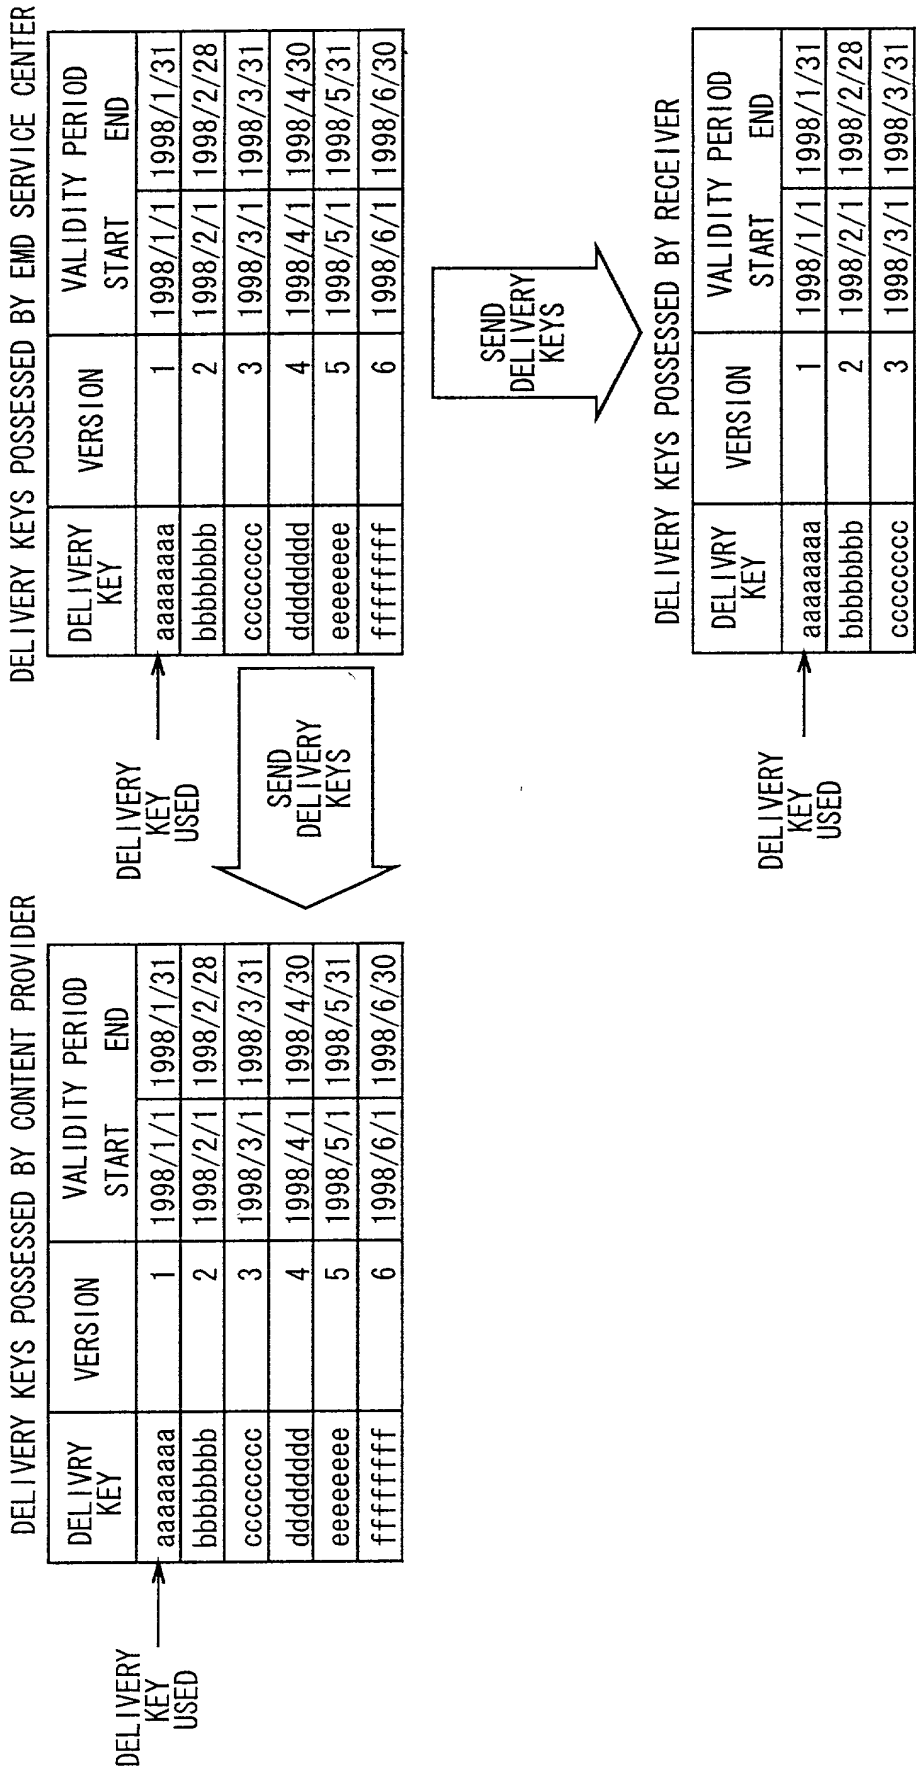 DELIVERY KEYS POSSESSED BY CONTENT PROVIDER
DELIVRY KEY VERSION VALIDITY PERIOD
START END
aaaaaaaa 1 1998/1/1 1998/1/31
bbbbbbbb 2 1998/2/1 1998/2/28
cccccccc 3 1998/3/1 1998/3/31
dddddddd 4 1998/4/1 1998/4/30
eeeeeeee 5 1998/5/1 1998/5/31
ffffffff 6 1998/6/1 1998/6/30
DELIVERY
KEY
USED
DELIVERY KEYS POSSESSED BY EMD SERVICE CENTER
DELIVERY KEY VERSION VALIDITY PERIOD
START END
aaaaaaaa 1 1998/1/1 1998/1/31
bbbbbbbb 2 1998/2/1 1998/2/28
cccccccc 3 1998/3/1 1998/3/31
dddddddd 4 1998/4/1 1998/4/30
eeeeeeee 5 1998/5/1 1998/5/31
ffffffff 6 1998/6/1 1998/6/30
DELIVERY
KEY
USED
SEND
DELIVERY
KEYS
SEND
DELIVERY
KEYS
DELIVERY KEYS POSSESSED BY RECEIVER
DELIVRY KEY VERSION VALIDITY PERIOD
START END
aaaaaaaa 1 1998/1/1 1998/1/31
bbbbbbbb 2 1998/2/1 1998/2/28
cccccccc 3 1998/3/1 1998/3/31
DELIVERY
KEY
USED